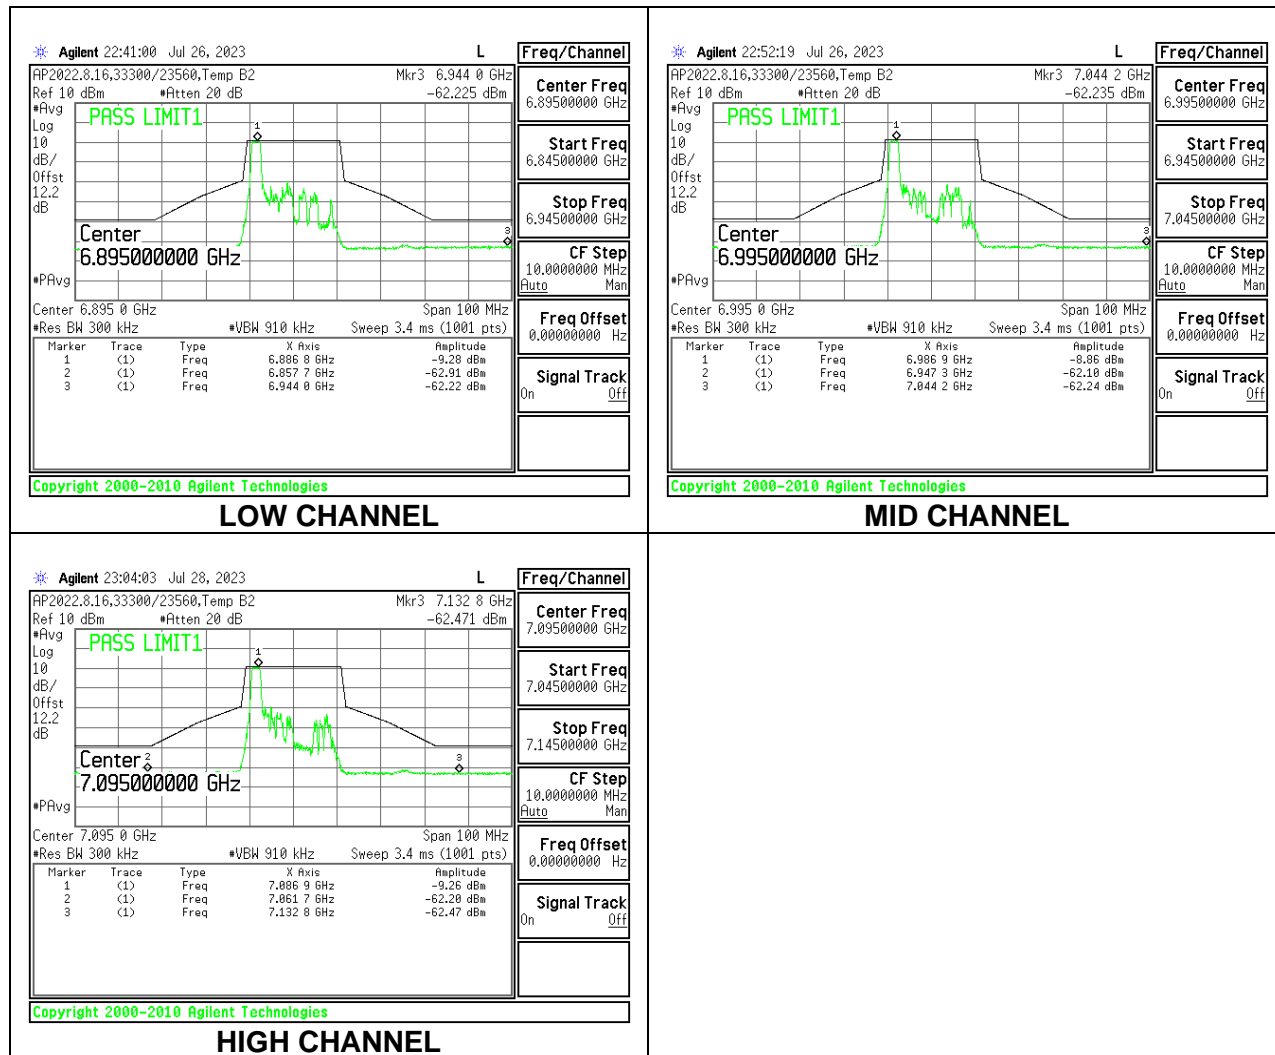 Agilent 22:41:00 Jul 26, 2023 L Freq/Channel
AP2022.8.16,33300/23560,Temp B2 Mkr3 6.944 0 GHz
Ref 10 dBm #Atten 20 dB -62.225 dBm
#Avg
Log
10
dB/
Offst
12.2
dB
#PAvg
PASS LIMIT1
1
3
Center
6.895000000 GHz
Center 6.895 0 GHz Span 100 MHz
#Res BW 300 kHz #VBW 910 kHz Sweep 3.4 ms (1001 pts)
Marker Trace Type X Axis Amplitude
1 (1) Freq 6.886 8 GHz -9.28 dBm
2 (1) Freq 6.857 7 GHz -62.91 dBm
3 (1) Freq 6.944 0 GHz -62.22 dBm
Center Freq
6.89500000 GHz
Start Freq
6.84500000 GHz
Stop Freq
6.94500000 GHz
CF Step
10.0000000 MHz
Auto Man
Freq Offset
0.00000000 Hz
Signal Track
On Off
Copyright 2000-2010 Agilent Technologies
LOW CHANNEL
Agilent 22:52:19 Jul 26, 2023 L Freq/Channel
AP2022.8.16,33300/23560,Temp B2 Mkr3 7.044 2 GHz
Ref 10 dBm #Atten 20 dB -62.235 dBm
#Avg
Log
10
dB/
Offst
12.2
dB
#PAvg
PASS LIMIT1
1
3
Center
6.995000000 GHz
Center 6.995 0 GHz Span 100 MHz
#Res BW 300 kHz #VBW 910 kHz Sweep 3.4 ms (1001 pts)
Marker Trace Type X Axis Amplitude
1 (1) Freq 6.986 9 GHz -8.86 dBm
2 (1) Freq 6.947 3 GHz -62.10 dBm
3 (1) Freq 7.044 2 GHz -62.24 dBm
Center Freq
6.99500000 GHz
Start Freq
6.94500000 GHz
Stop Freq
7.04500000 GHz
CF Step
10.0000000 MHz
Auto Man
Freq Offset
0.00000000 Hz
Signal Track
On Off
Copyright 2000-2010 Agilent Technologies
MID CHANNEL
Agilent 23:04:03 Jul 28, 2023 L Freq/Channel
AP2022.8.16,33300/23560,Temp B2 Mkr3 7.132 8 GHz
Ref 10 dBm #Atten 20 dB -62.471 dBm
#Avg
Log
10
dB/
Offst
12.2
dB
#PAvg
PASS LIMIT1
1
2
3
Center
7.095000000 GHz
Center 7.095 0 GHz Span 100 MHz
#Res BW 300 kHz #VBW 910 kHz Sweep 3.4 ms (1001 pts)
Marker Trace Type X Axis Amplitude
1 (1) Freq 7.086 9 GHz -9.26 dBm
2 (1) Freq 7.061 7 GHz -62.20 dBm
3 (1) Freq 7.132 8 GHz -62.47 dBm
Center Freq
7.09500000 GHz
Start Freq
7.04500000 GHz
Stop Freq
7.14500000 GHz
CF Step
10.0000000 MHz
Auto Man
Freq Offset
0.00000000 Hz
Signal Track
On Off
Copyright 2000-2010 Agilent Technologies
HIGH CHANNEL